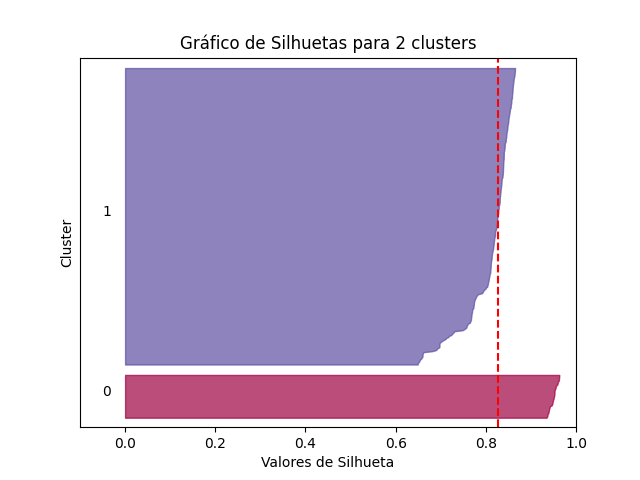 Gráfico de Silhuetas para 2 clusters
Cluster
1
0
0.0 0.2 0.4 0.6 0.8 1.0
Valores de Silhueta